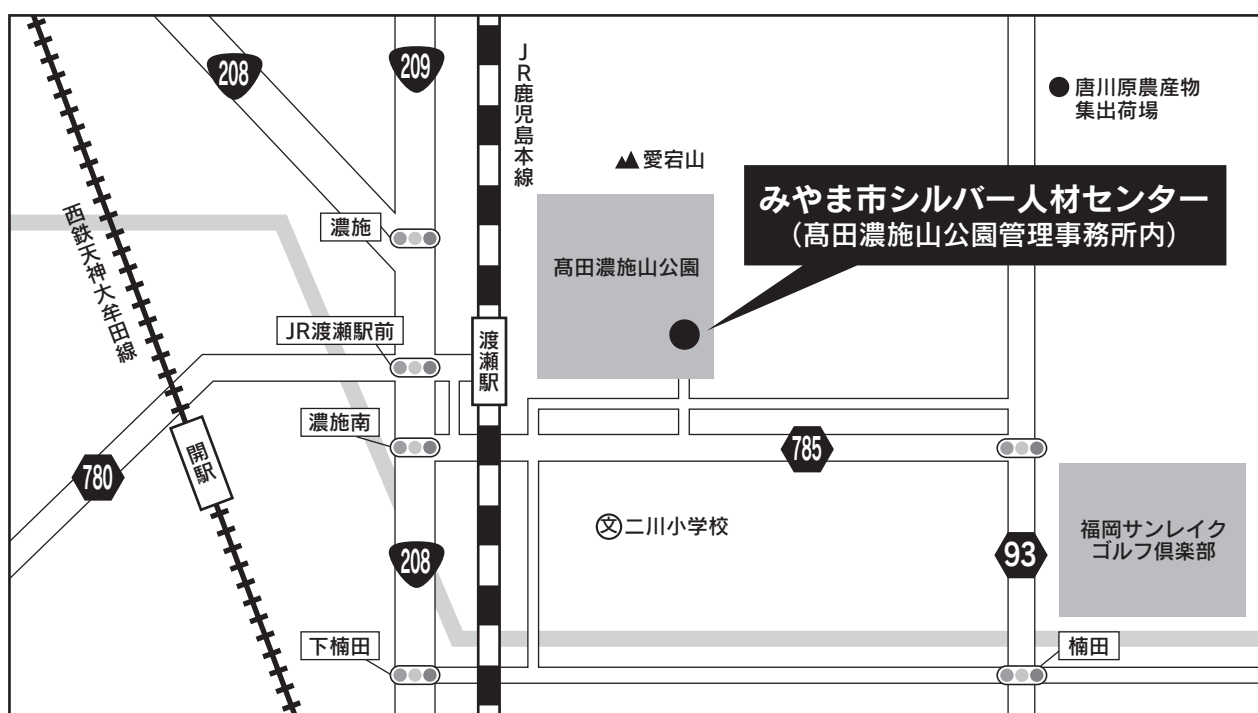 208
209
JR鹿児島本線
唐川原農産物
集出荷場
愛宕山
みやま市シルバー人材センター
（髙田濃施山公園管理事務所内）
濃施
髙田濃施山公園
西鉄天神大牟田線
JR渡瀬駅前
渡瀬駅
濃施南
開駅
780
785
文
二川小学校
208
93
福岡サンレイク
ゴルフ倶楽部
下楠田
楠田